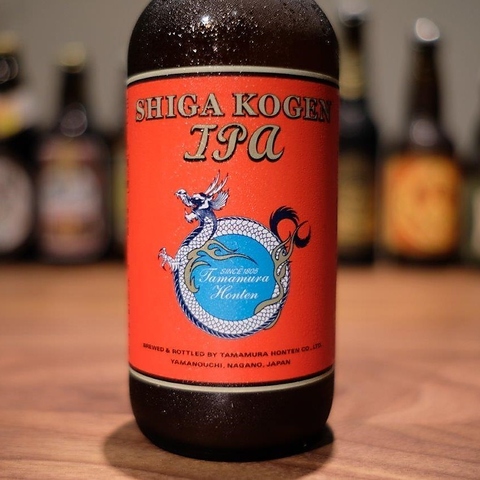 SHIGA KOGEN
IPA
SINCE 1805
Tamamura
Honten
BREWED & BOTTLED BY TAMAMURA HONTEN CO., LTD.
YAMANOUCHI, NAGANO, JAPAN